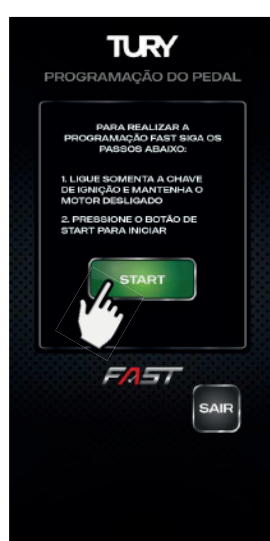 TURY
PROGRAMAÇÃO DO PEDAL
PARA REALIZAR A
PROGRAMAÇÃO FAST SIGA OS
PASSOS ABAIXO:
1. LIGUE SOMENTA A CHAVE
DE IGNIÇÃO E MANTENHA O
MOTOR DESLIGADO
2. PRESSIONE O BOTÃO DE
START PARA INICIAR
START
FAST
SAIR